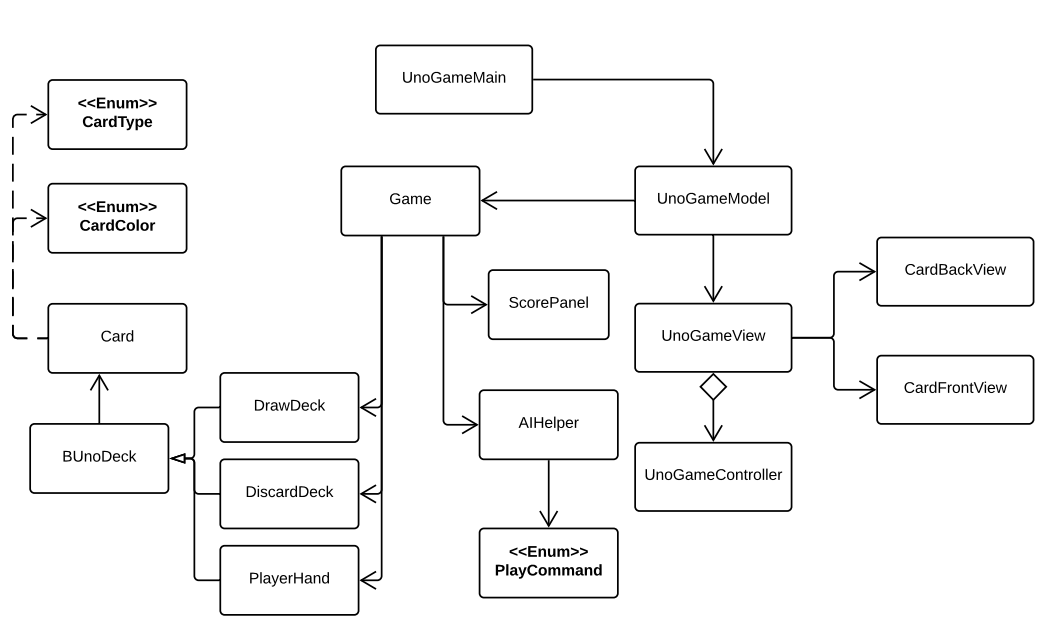 UnoGameMain
<<Enum>>
CardType
Game
UnoGameModel
<<Enum>>
CardColor
CardBackView
ScorePanel
Card
UnoGameView
CardFrontView
DrawDeck
AIHelper
BUnoDeck
UnoGameController
DiscardDeck
<<Enum>>
PlayCommand
PlayerHand